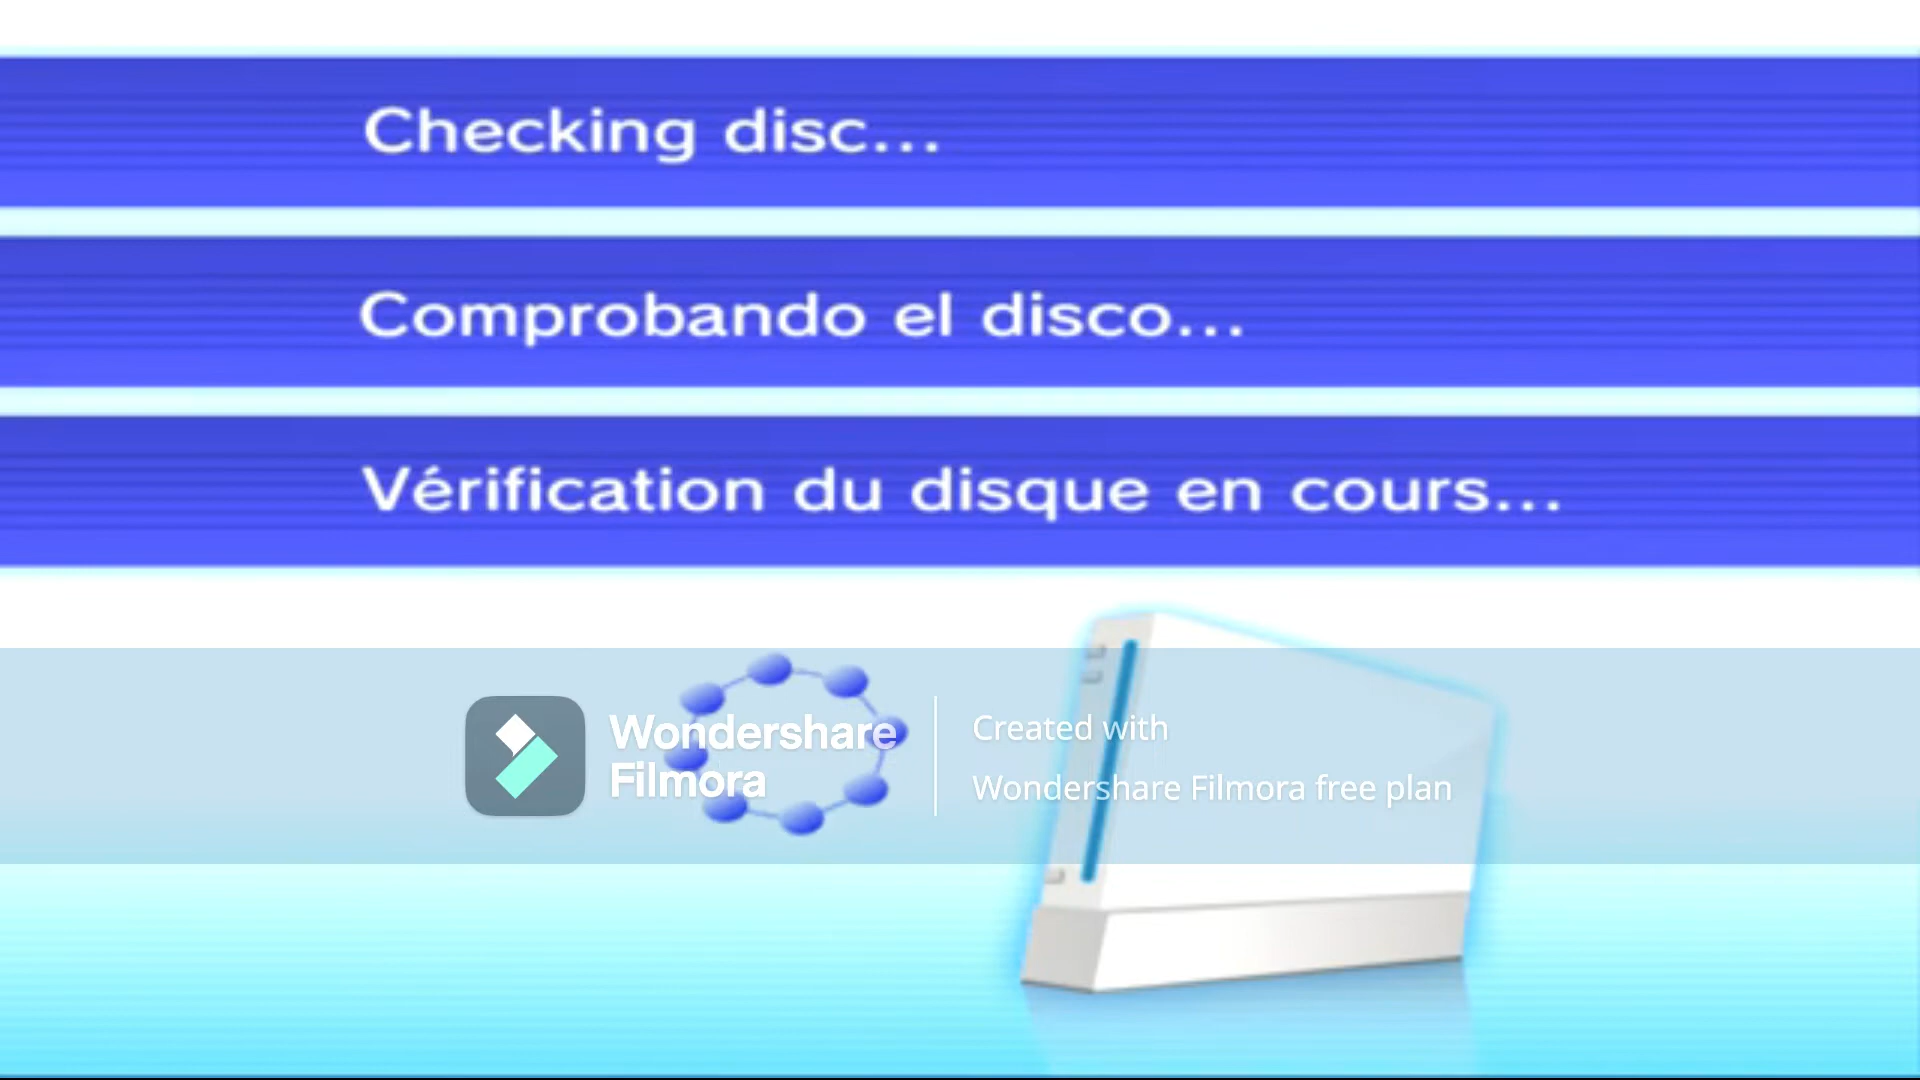 Checking disc...
Comprobando el disco...
Vérification du disque en cours...
Wondershare
Filmora
Created with
Wondershare Filmora free plan